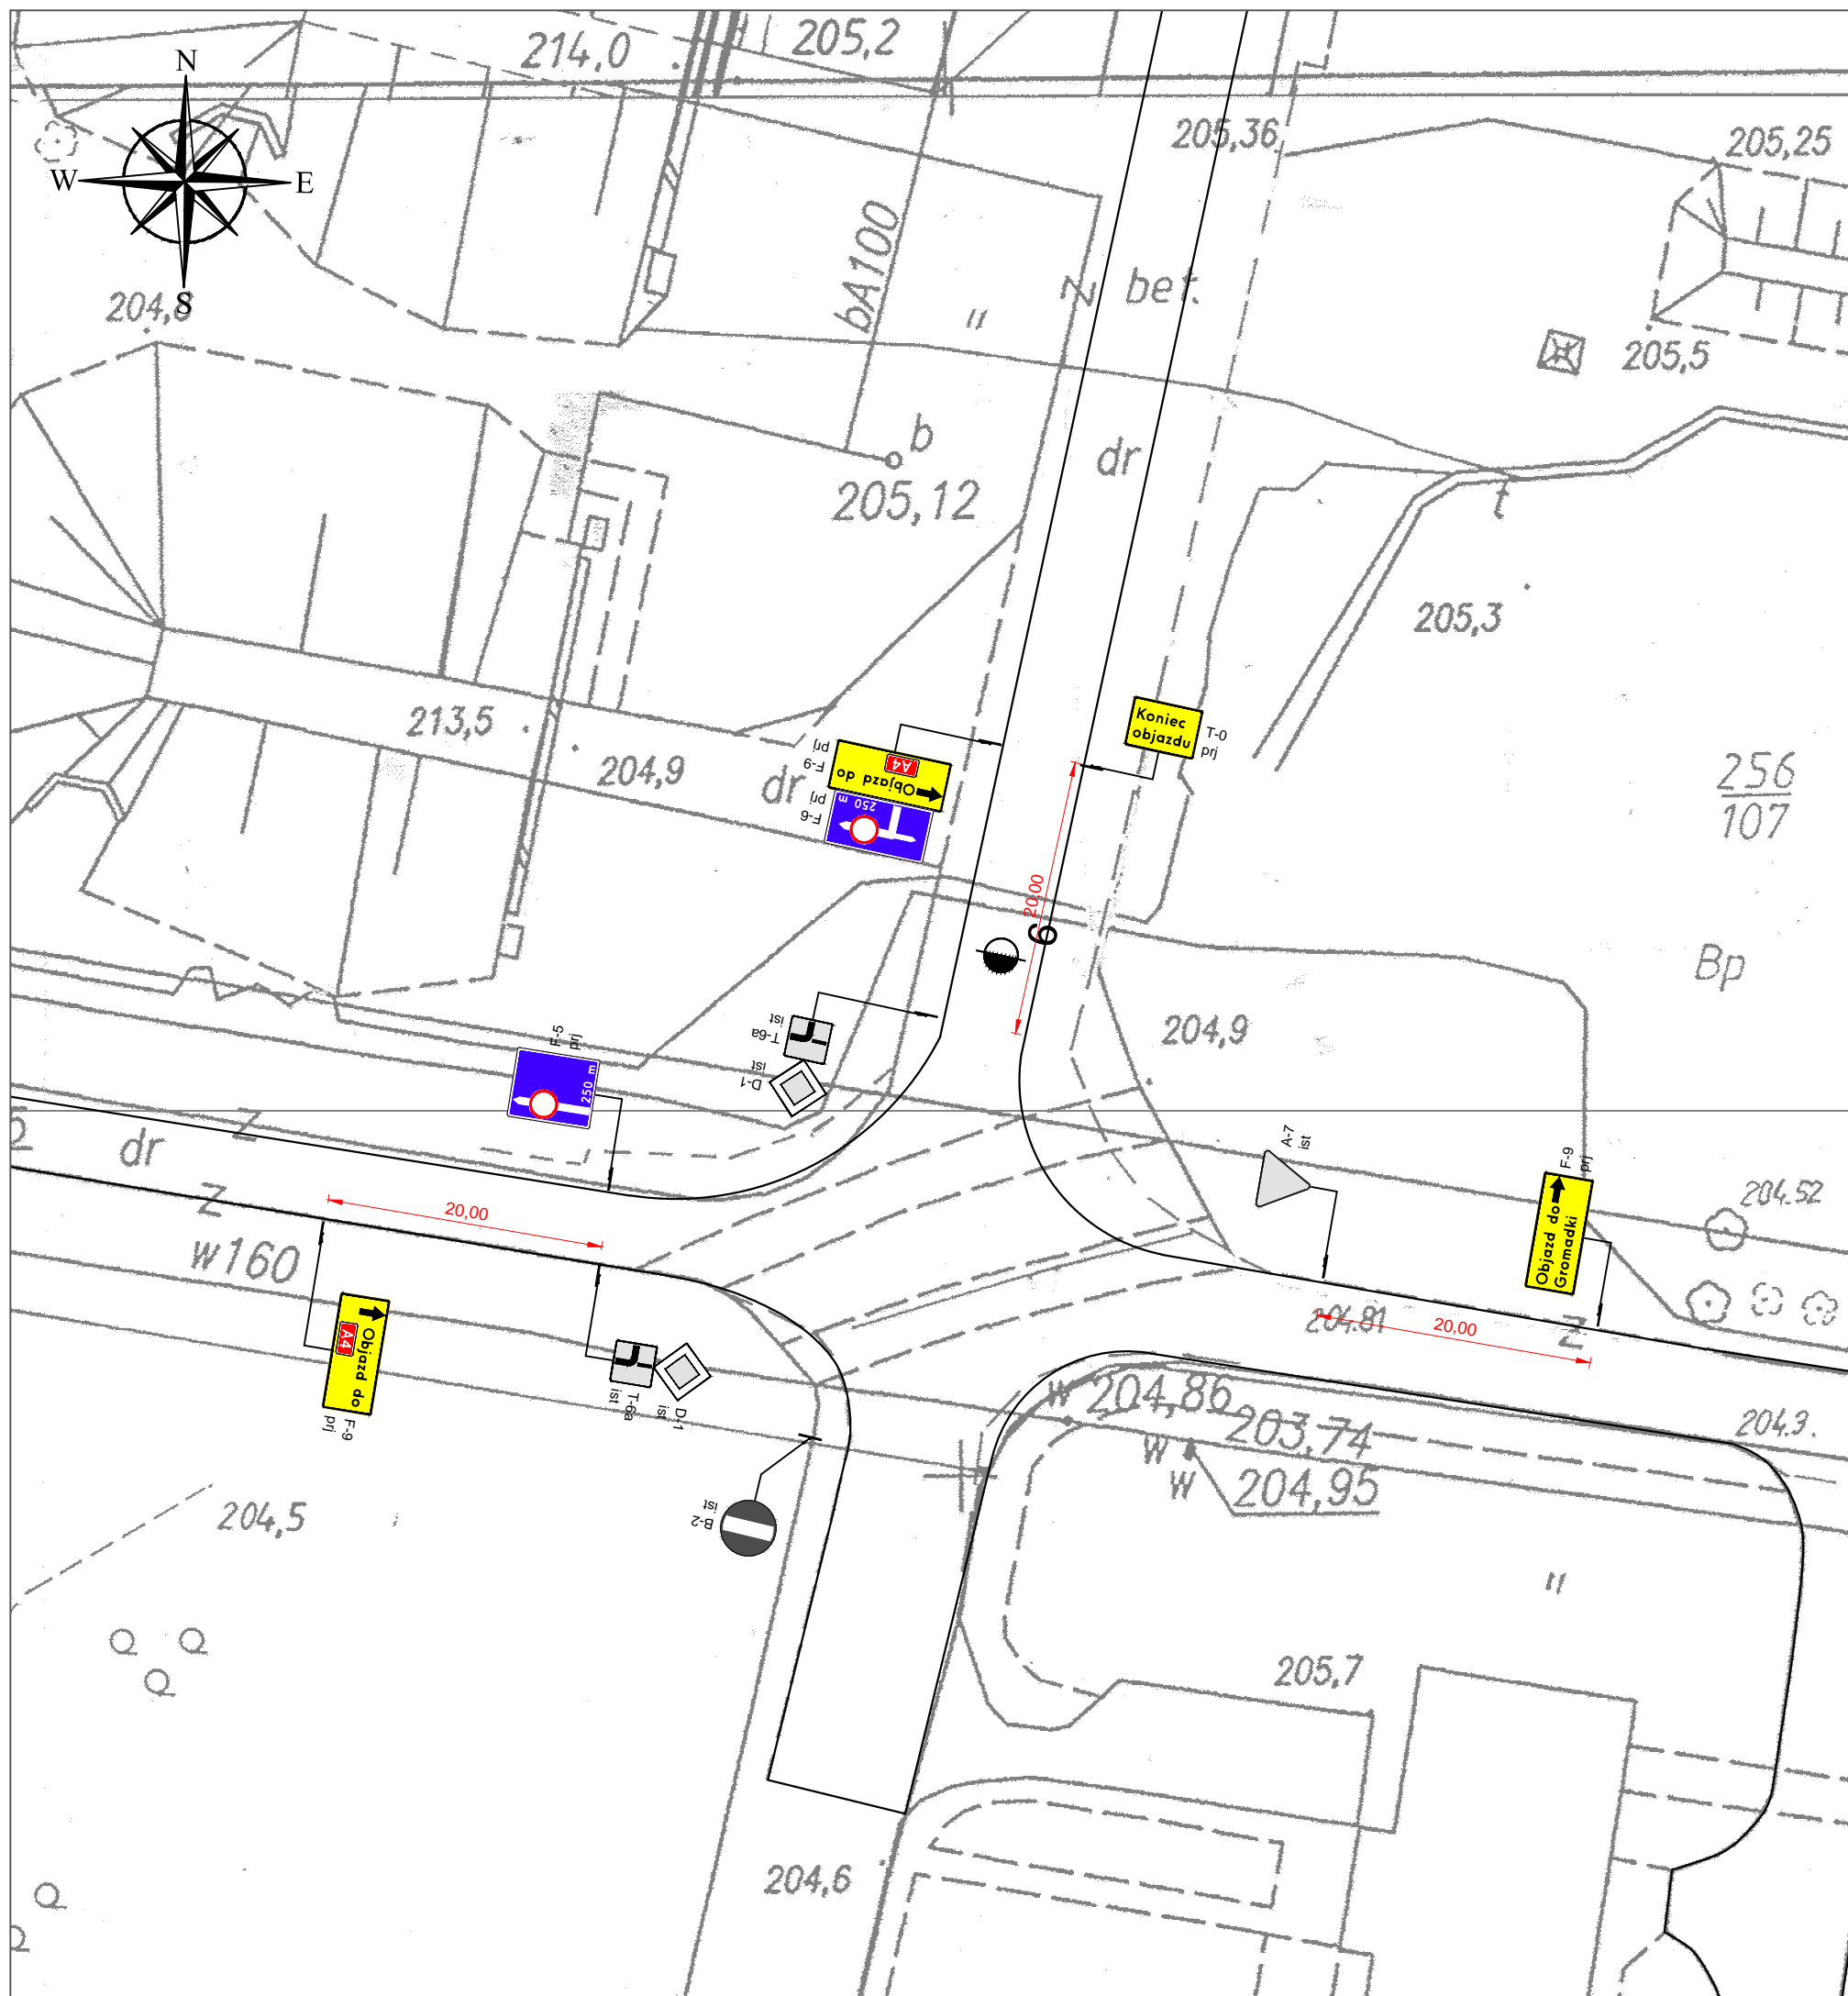 N
W
E
S
214,0
205,2
205,36
205,25
204,8
bA100
Z
bet.
205,5
b
dr
205,12
t
205,3
213,5
204,9
dr
prj
F-9
A4
Objazd do
prj
F-6
250 m
Koniec
objazdu
T-0
prj
256
107
20,00
6
Bp
204,9
ist
T-6a
ist
D-1
F-5
prj
250 m
dr
Z
Z
20,00
w160
A-7
ist
F-9
prj
Objazd do
Gromadki
204.52
204.81
20,00
Z
A4
Objazd do
F-9
prj
T-6a
ist
D-1
ist
w 204,86
203,74
w
w 204,95
204.3.
ist
B-2
204,5
205,7
204,6